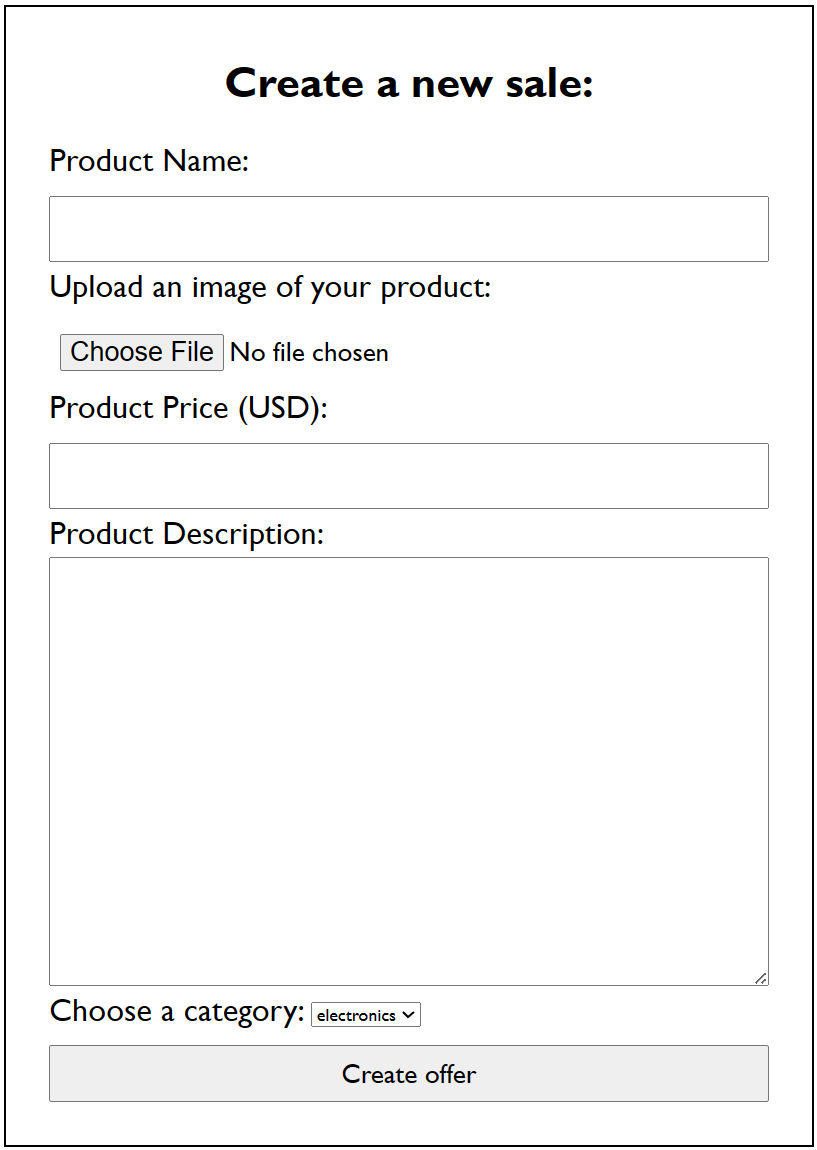 Create a new sale:
Product Name:
Upload an image of your product:
Choose File No file chosen
Product Price (USD):
Product Description:
Choose a category: electronics
Create offer